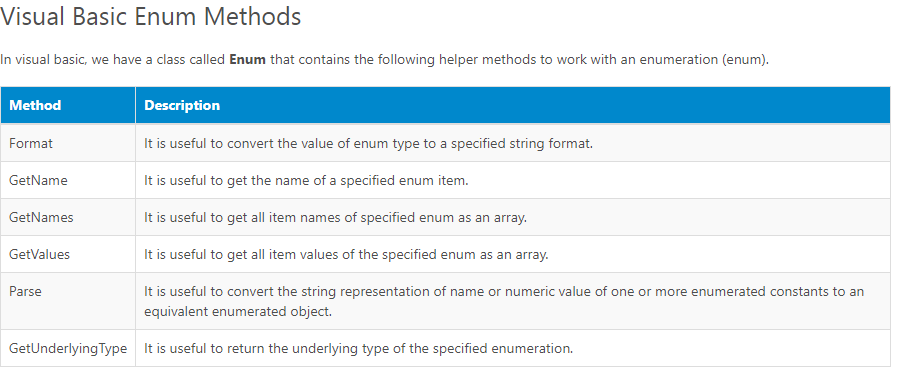 Visual Basic Enum Methods
In visual basic, we have a class called Enum that contains the following helper methods to work with an enumeration (enum).
Method Description
Format It is useful to convert the value of enum type to a specified string format.
GetName It is useful to get the name of a specified enum item.
GetNames It is useful to get all item names of specified enum as an array.
GetValues It is useful to get all item values of the specified enum as an array.
Parse It is useful to convert the string representation of name or numeric value of one or more enumerated constants to an
equivalent enumerated object.
GetUnderlyingType It is useful to return the underlying type of the specified enumeration.